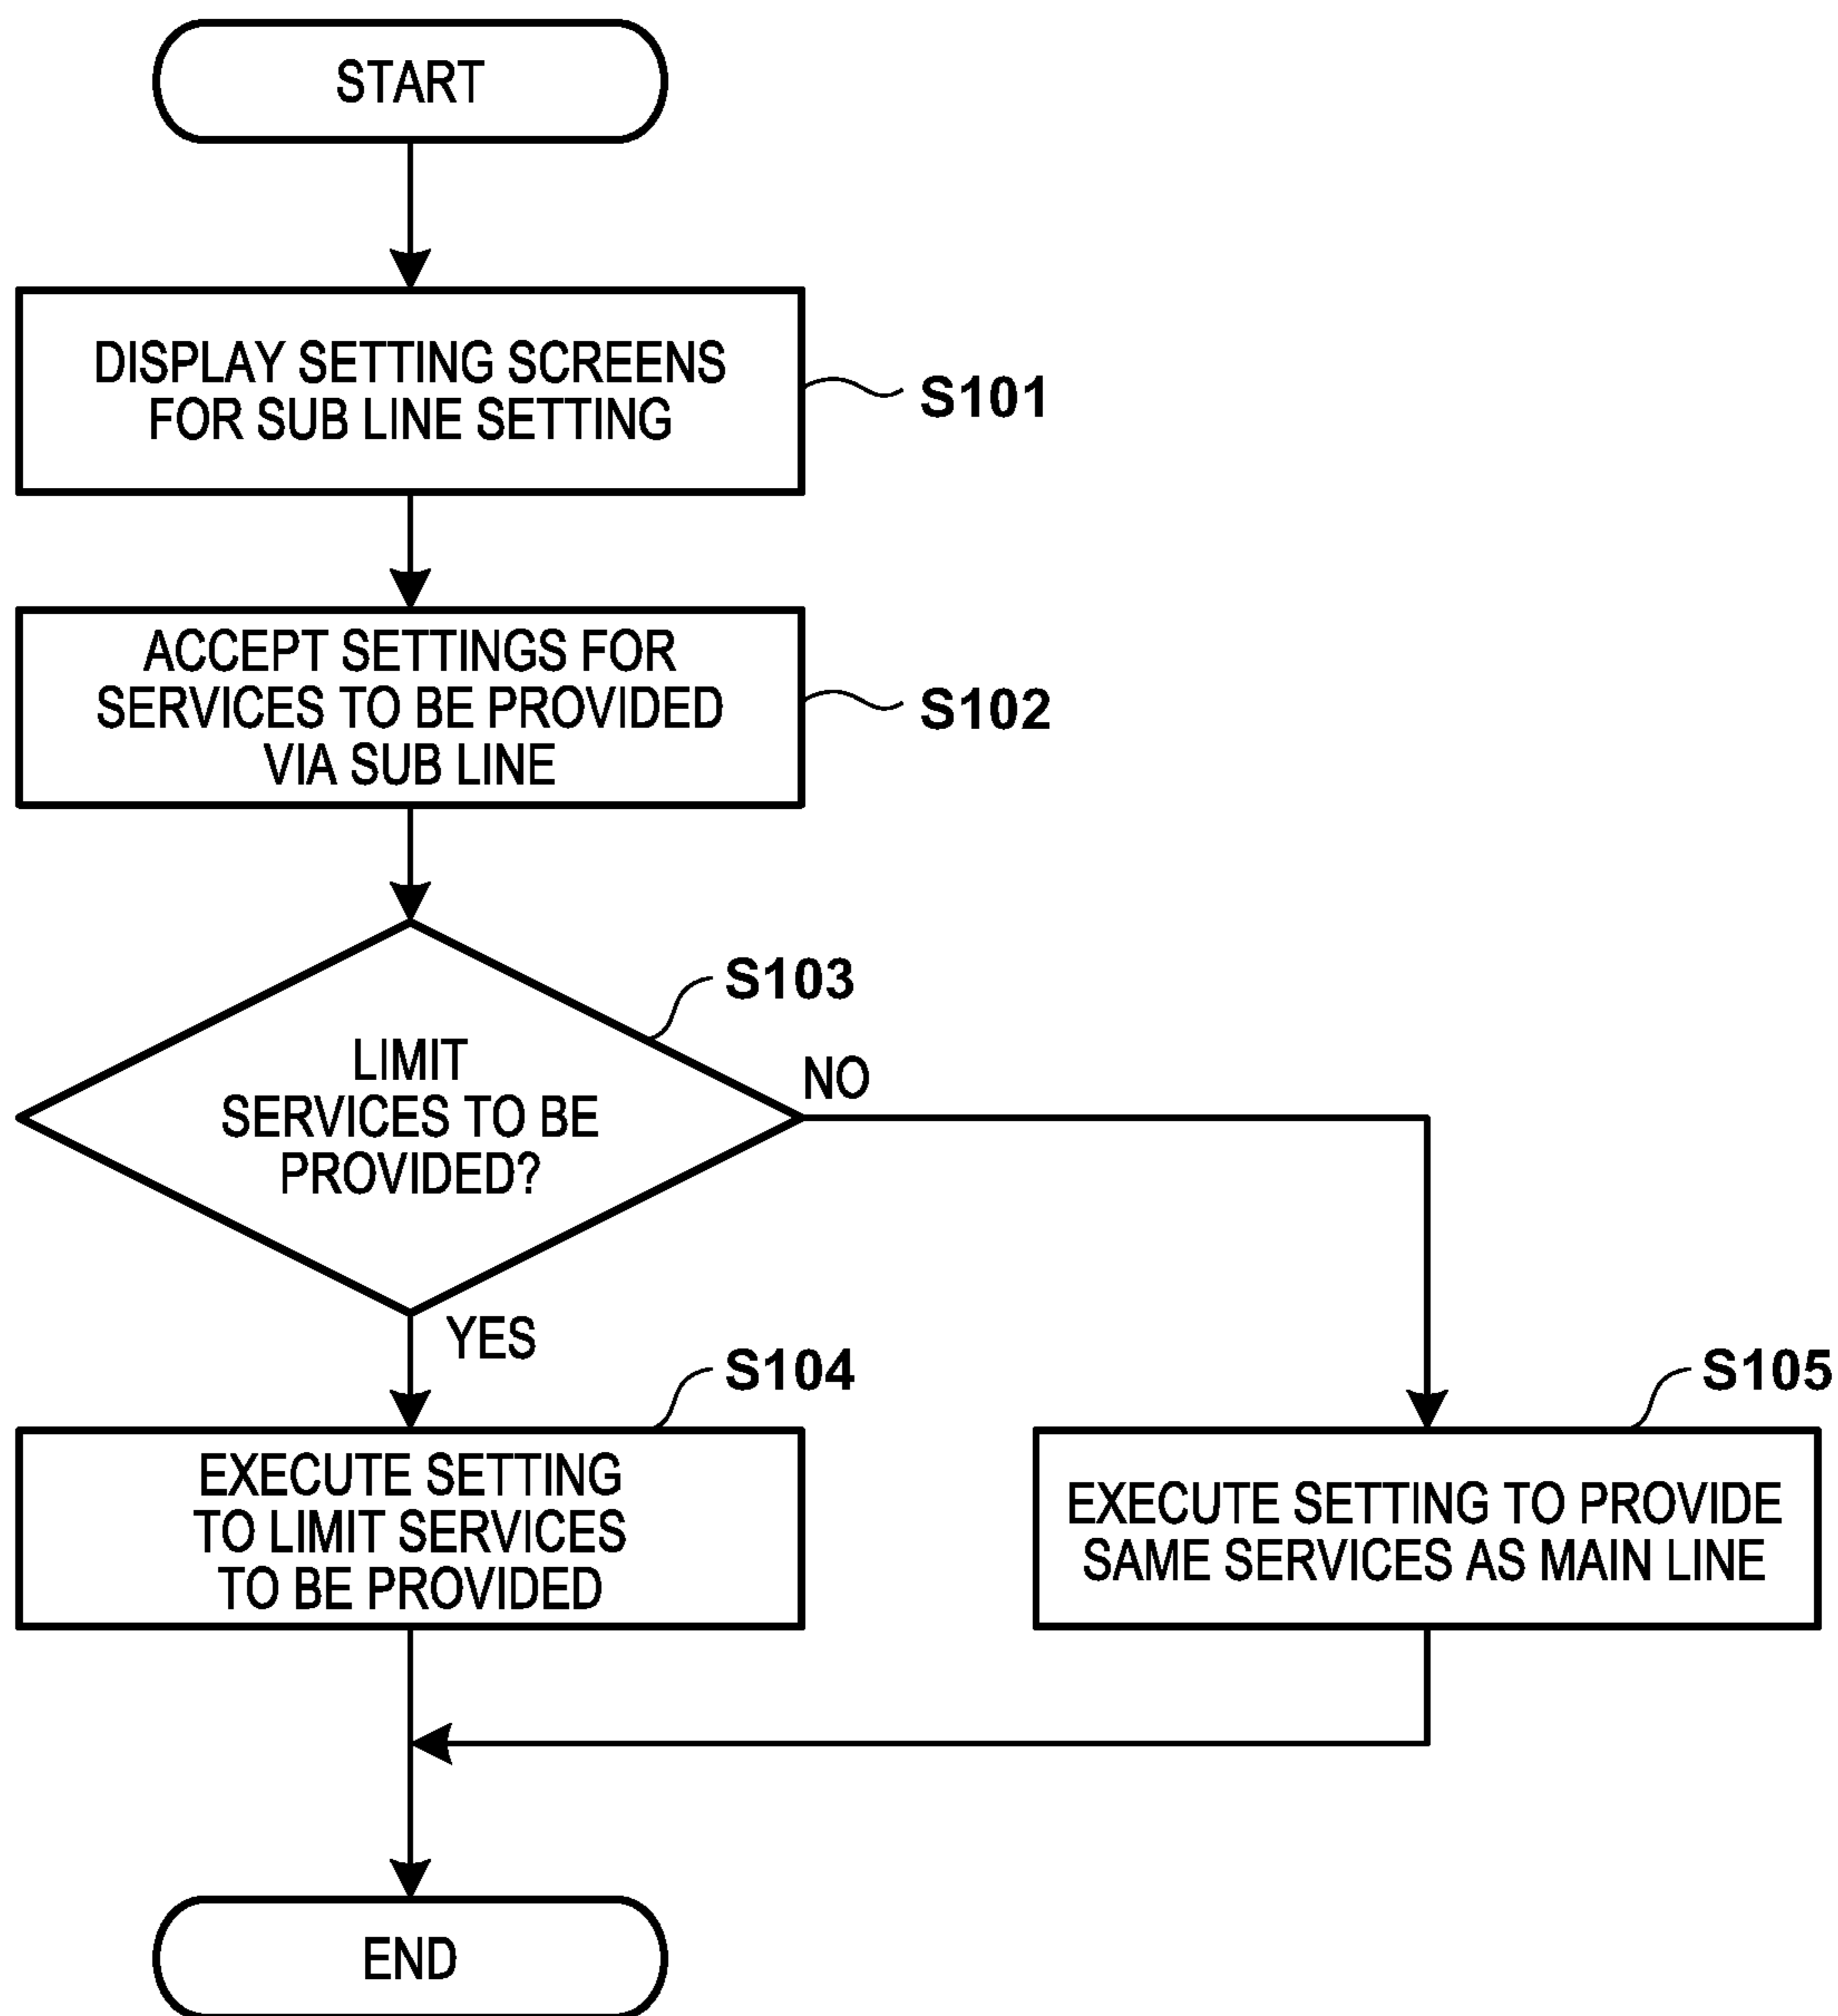 START
DISPLAY SETTING SCREENS
FOR SUB LINE SETTING
S101
ACCEPT SETTINGS FOR
SERVICES TO BE PROVIDED
VIA SUB LINE
S102
S103
LIMIT
SERVICES TO BE
PROVIDED?
NO
YES
S104
EXECUTE SETTING
TO LIMIT SERVICES
TO BE PROVIDED
S105
EXECUTE SETTING TO PROVIDE
SAME SERVICES AS MAIN LINE
END